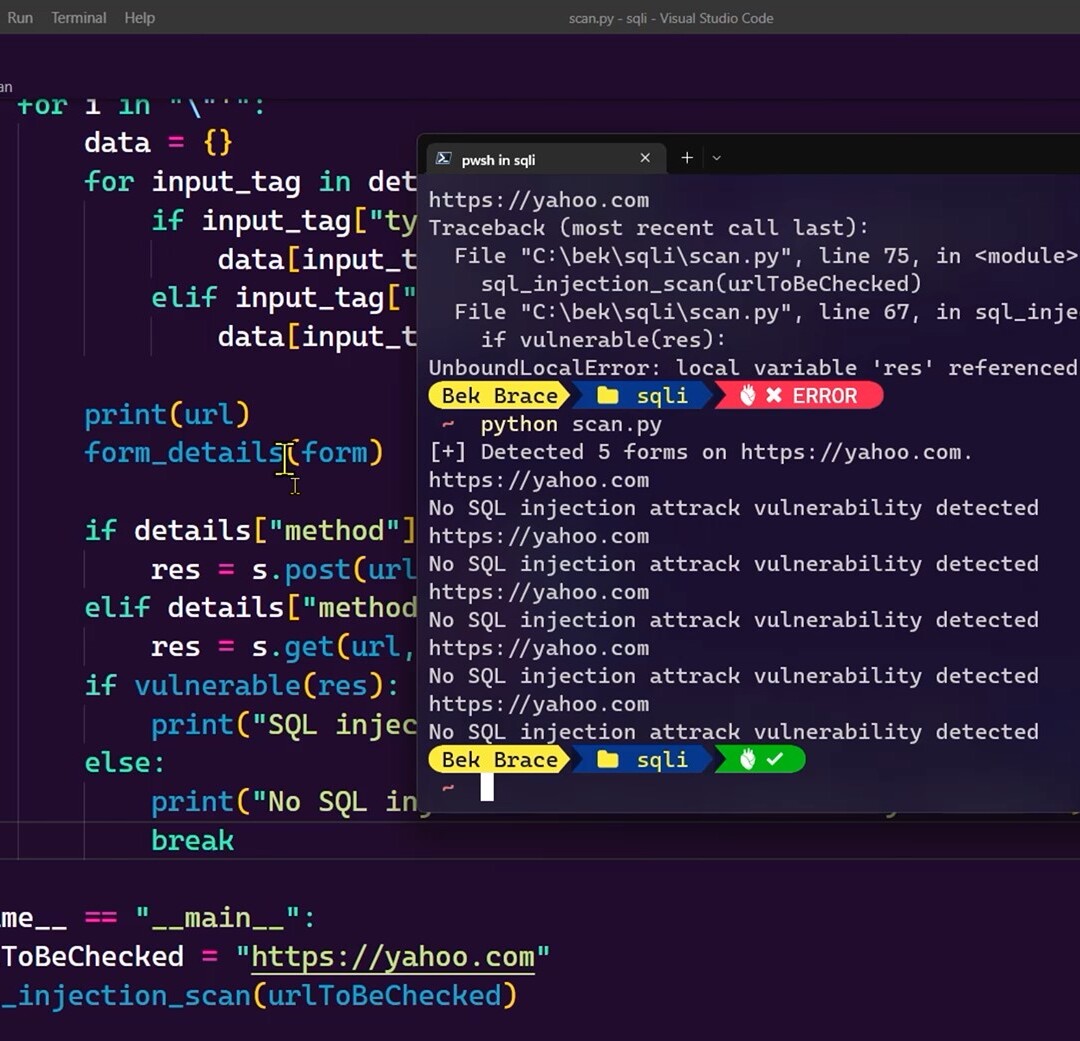 Run Terminal Help
scan.py - sqli - Visual Studio Code
an
for i in "\"'":
data = {}
for input_tag in det
if input_tag["ty
data[input_t
elif input_tag["
data[input_t
print(url)
form_details(form)
if details["method"]
res = s.post(url
elif details["method
res = s.get(url,
if vulnerable(res):
print("SQL injec
else:
print("No SQL inj
break
me__ == "__main__":
ToBeChecked = "https://yahoo.com"
_injection_scan(urlToBeChecked)
pwsh in sqli
https://yahoo.com
Traceback (most recent call last):
File "C:\bek\sqli\scan.py", line 75, in <module>
sql_injection_scan(urlToBeChecked)
File "C:\bek\sqli\scan.py", line 67, in sql_inje
if vulnerable(res):
UnboundLocalError: local variable 'res' referenced
Bek Brace sqli ERROR
~ python scan.py
[+] Detected 5 forms on https://yahoo.com.
https://yahoo.com
No SQL injection attrack vulnerability detected
https://yahoo.com
No SQL injection attrack vulnerability detected
https://yahoo.com
No SQL injection attrack vulnerability detected
https://yahoo.com
No SQL injection attrack vulnerability detected
https://yahoo.com
No SQL injection attrack vulnerability detected
Bek Brace sqli
~